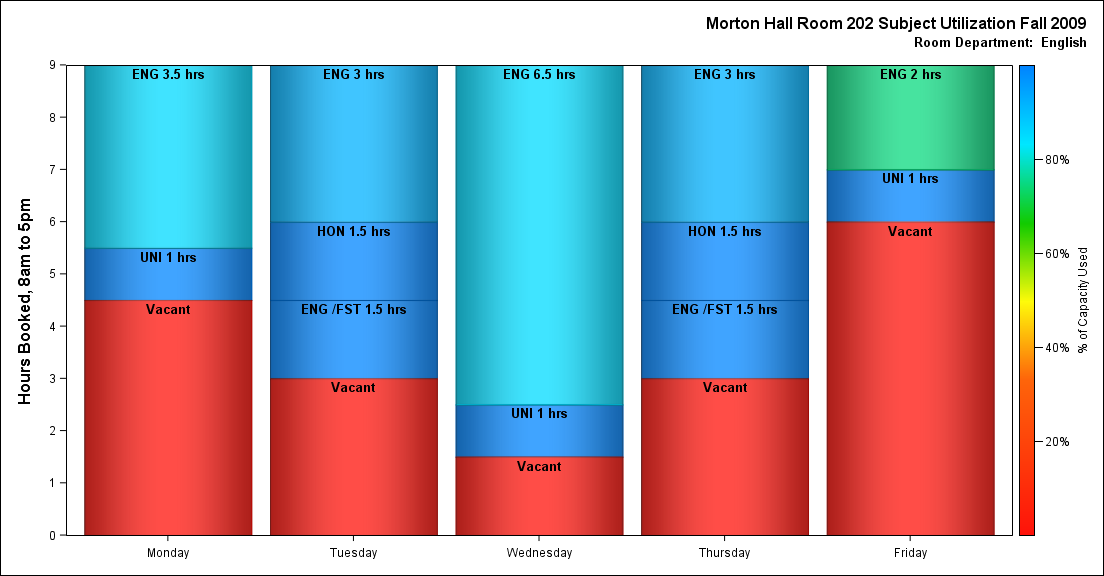 Morton Hall Room 202 Subject Utilization Fall 2009
Room Department: English
Hours Booked, 8am to 5pm
9
8
7
6
5
4
3
2
1
0
ENG 3.5 hrs
UNI 1 hrs
Vacant
ENG 3 hrs
HON 1.5 hrs
ENG /FST 1.5 hrs
Vacant
ENG 6.5 hrs
UNI 1 hrs
Vacant
ENG 3 hrs
HON 1.5 hrs
ENG /FST 1.5 hrs
Vacant
ENG 2 hrs
UNI 1 hrs
Vacant
Monday
Tuesday
Wednesday
Thursday
Friday
80%
60%
40%
20%
% of Capacity Used